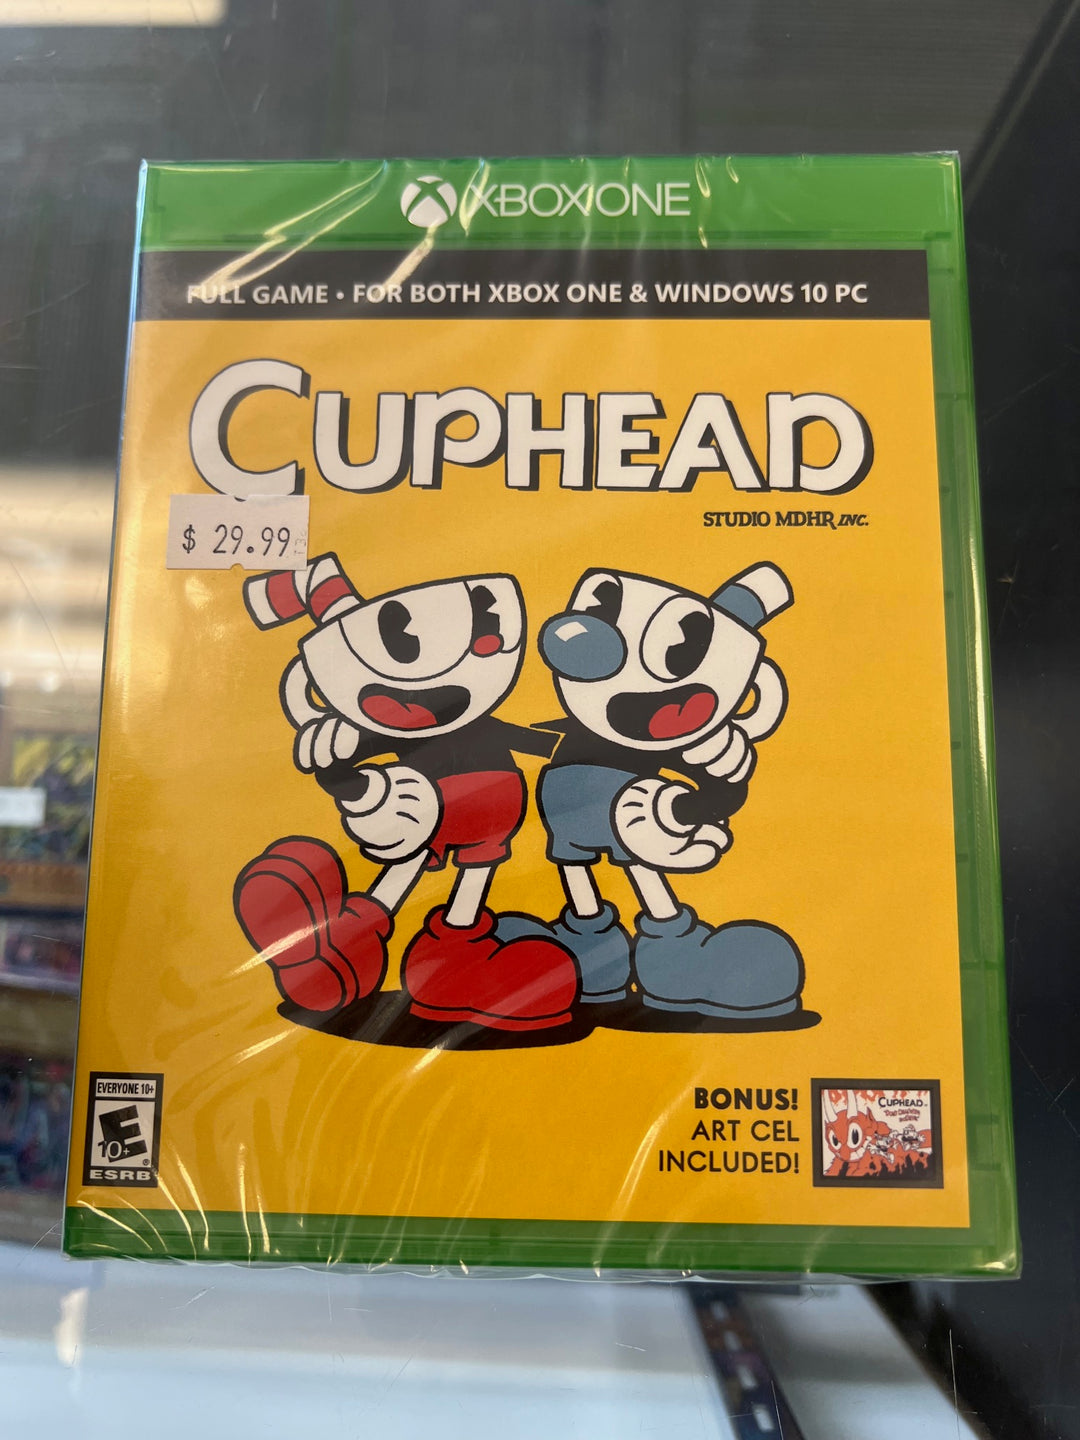 XBOX ONE
FULL GAME • FOR BOTH XBOX ONE & WINDOWS 10 PC
CUPHEAD
STUDIO MDHR INC.
$ 29.99
EVERYONE 10+
E
10+
ESRB
BONUS!
ART CEL
INCLUDED!
CUPHEAD